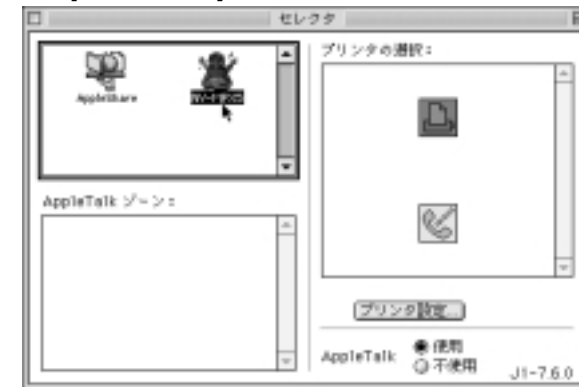 セレクタ
AppleShare
プリンタの選択:
AppleTalk ゾーン:
プリンタ設定...
AppleTalk
使用
不使用
J1-7.6.0